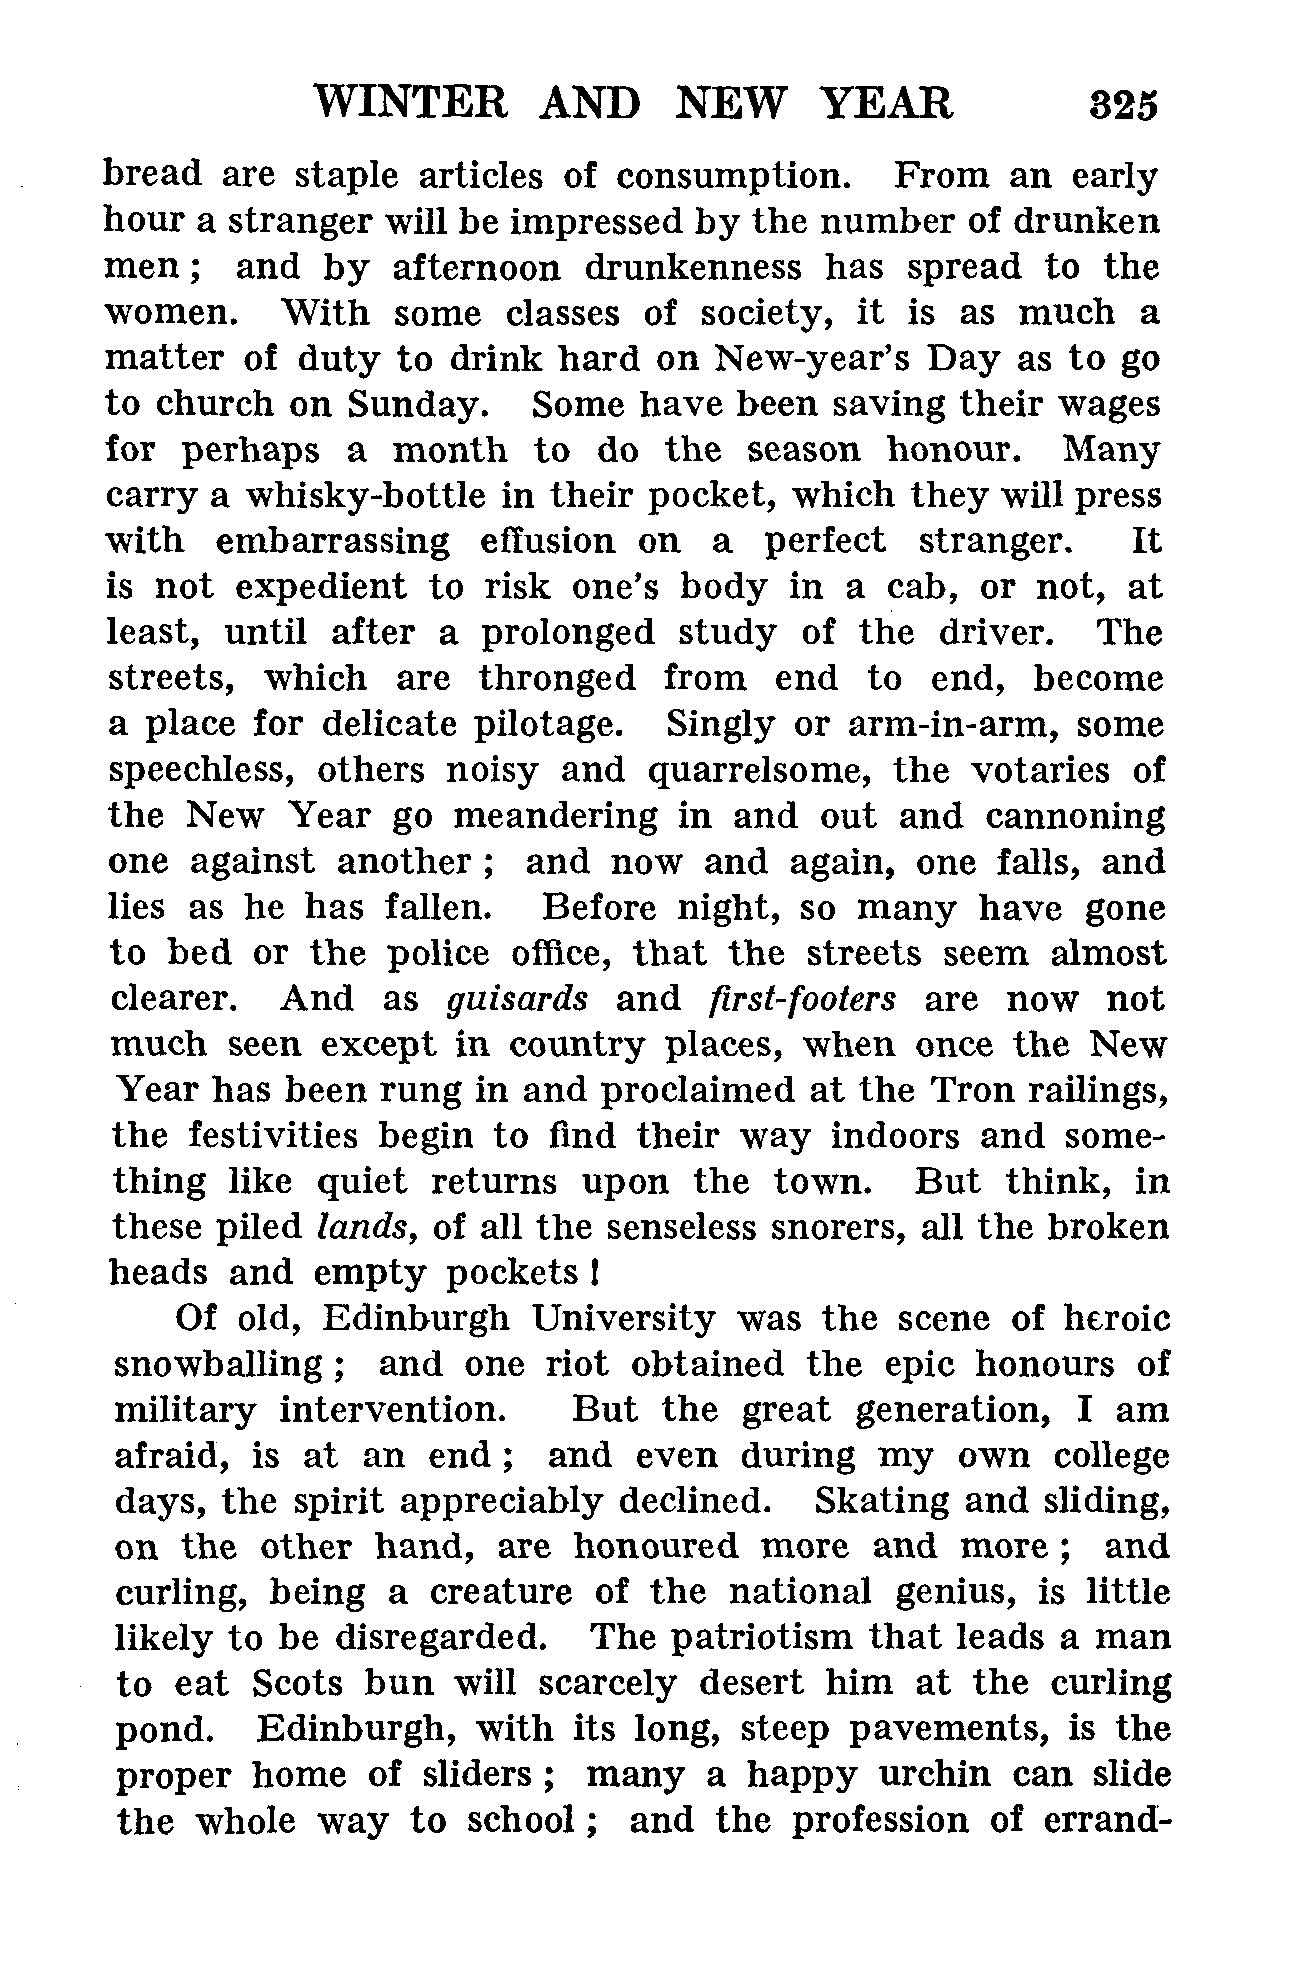 WINTER AND NEW YEAR 325
bread are staple articles of consumption. From an early
hour a stranger will be impressed by the number of drunken
men ; and by afternoon drunkenness has spread to the
women. With some classes of society, it is as much a
matter of duty to drink hard on New-year's Day as to go
to church on Sunday. Some have been saving their wages
for perhaps a month to do the season honour. Many
carry a whisky-bottle in their pocket, which they will press
with embarrassing effusion on a perfect stranger. It
is not expedient to risk one's body in a cab, or not, at
least, until after a prolonged study of the driver. The
streets, which are thronged from end to end, become
a place for delicate pilotage. Singly or arm-in-arm, some
speechless, others noisy and quarrelsome, the votaries of
the New Year go meandering in and out and cannoning
one against another ; and now and again, one falls, and
lies as he has fallen. Before night, so many have gone
to bed or the police office, that the streets seem almost
clearer. And as guisards and first-footers are now not
much seen except in country places, when once the New
Year has been rung in and proclaimed at the Tron railings,
the festivities begin to find their way indoors and some-
thing like quiet returns upon the town. But think, in
these piled lands, of all the senseless snorers, all the broken
heads and empty pockets !
Of old, Edinburgh University was the scene of heroic
snowballing ; and one riot obtained the epic honours of
military intervention. But the great generation, I am
afraid, is at an end ; and even during my own college
days, the spirit appreciably declined. Skating and sliding,
on the other hand, are honoured more and more ; and
curling, being a creature of the national genius, is little
likely to be disregarded. The patriotism that leads a man
to eat Scots bun will scarcely desert him at the curling
pond. Edinburgh, with its long, steep pavements, is the
proper home of sliders ; many a happy urchin can slide
the whole way to school ; and the profession of errand-